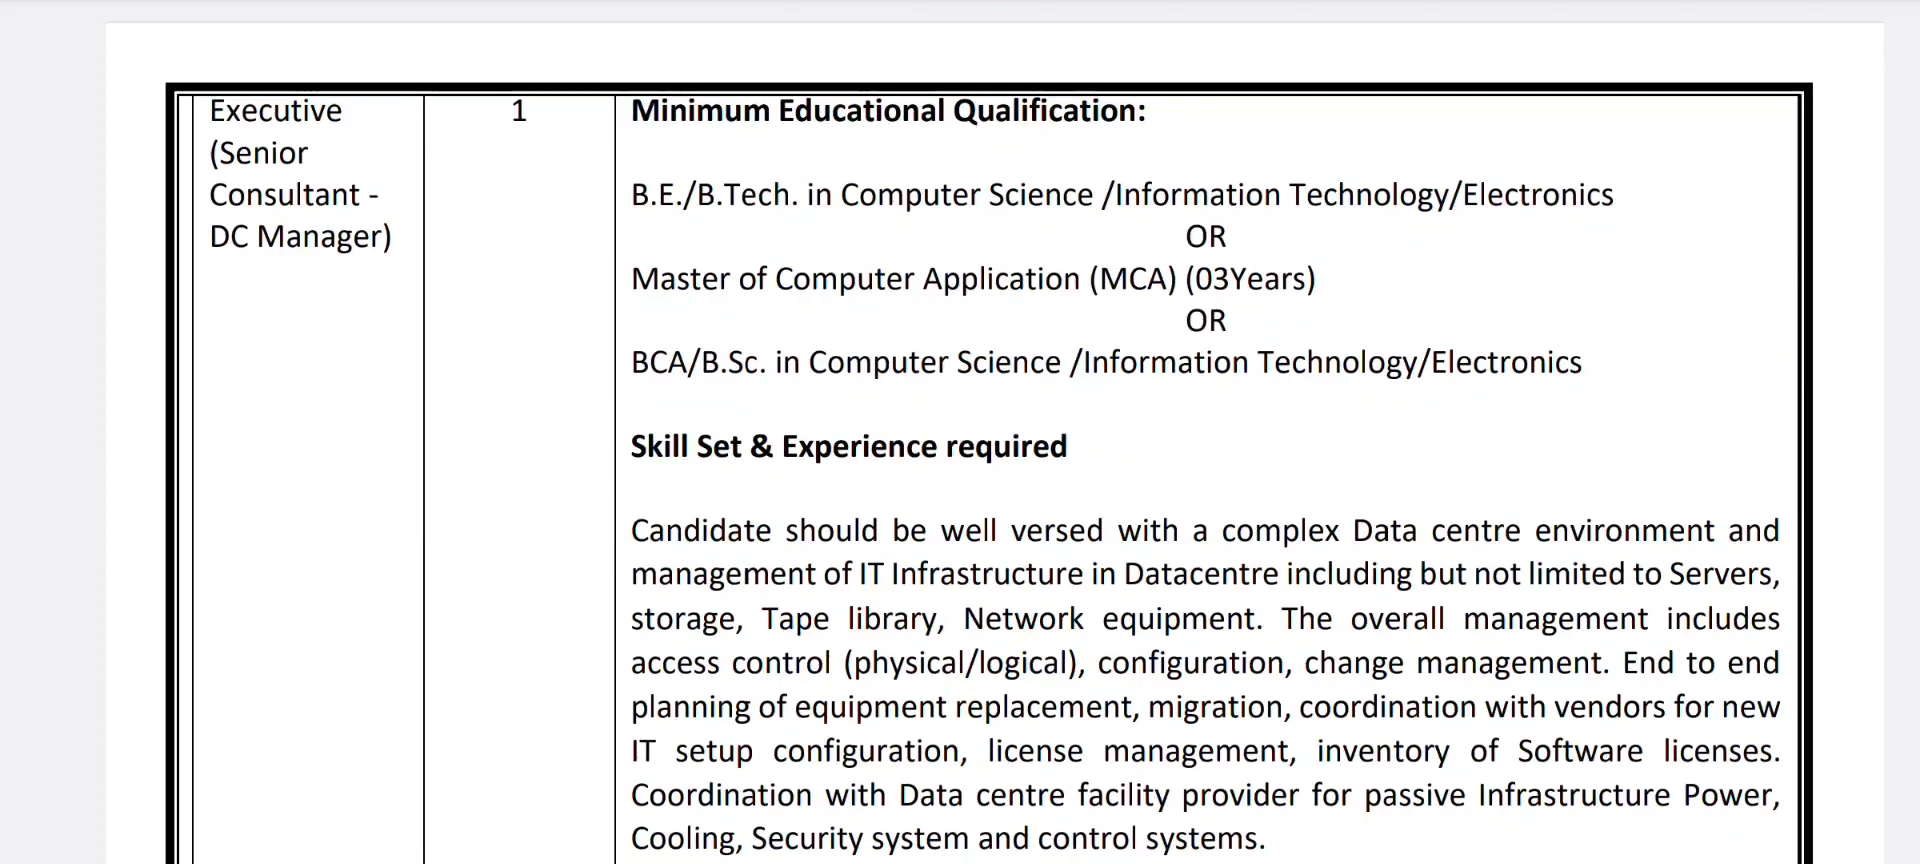 Executive
(Senior
Consultant -
DC Manager)
1
Minimum Educational Qualification:
B.E./B.Tech. in Computer Science /Information Technology/Electronics
OR
Master of Computer Application (MCA) (03Years)
OR
BCA/B.Sc. in Computer Science /Information Technology/Electronics
Skill Set & Experience required
Candidate should be well versed with a complex Data centre environment and
management of IT Infrastructure in Datacentre including but not limited to Servers,
storage, Tape library, Network equipment. The overall management includes
access control (physical/logical), configuration, change management. End to end
planning of equipment replacement, migration, coordination with vendors for new
IT setup configuration, license management, inventory of Software licenses.
Coordination with Data centre facility provider for passive Infrastructure Power,
Cooling, Security system and control systems.